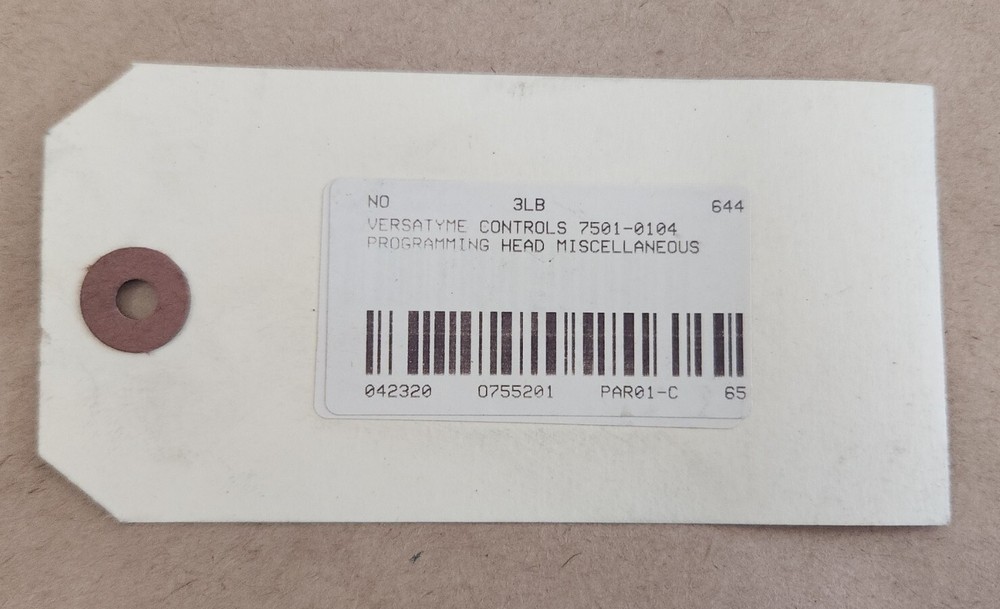 NO 3LB 644
VERSATYME CONTROLS 7501-0104
PROGRAMMING HEAD MISCELLANEOUS
042320 0755201 PAR01-C 65